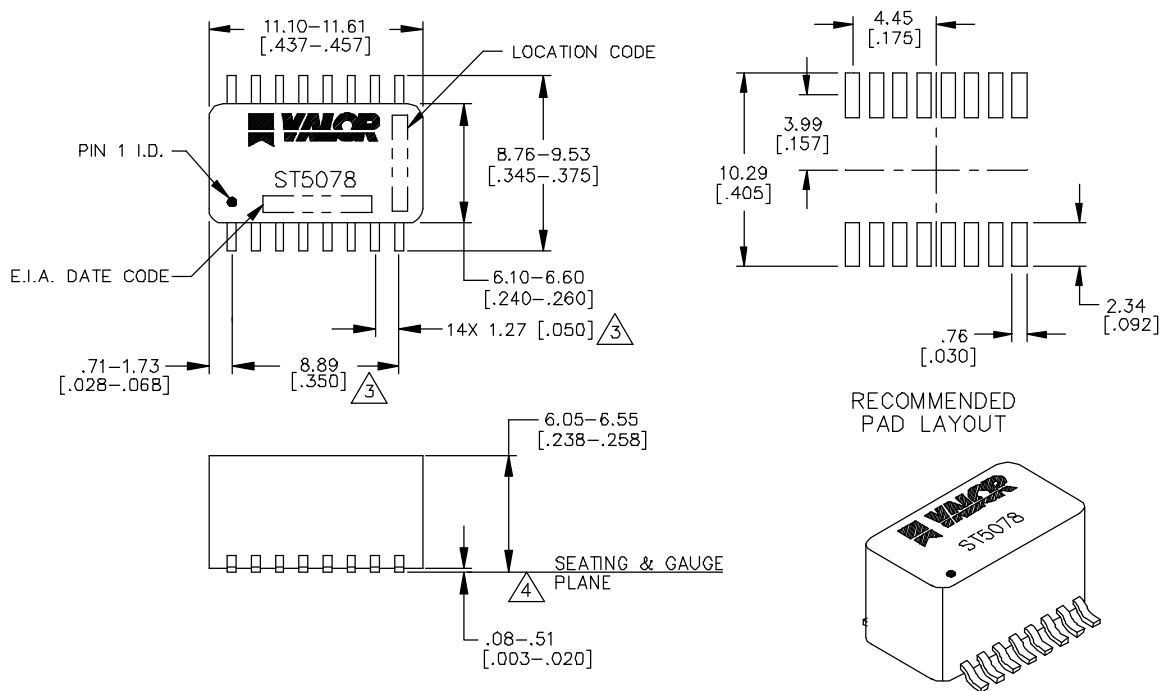 11.10-11.61
[.437-.457]
LOCATION CODE
VALOR
PIN 1 I.D.
ST5078
8.76-9.53
[.345-.375]
E.I.A. DATE CODE
6.10-6.60
[.240-.260]
14X 1.27 [.050] 3
.71-1.73
[.028-.068]
8.89
[.350] 3
4.45
[.175]
3.99
[.157]
10.29
[.405]
2.34
[.092]
.76
[.030]
RECOMMENDED
PAD LAYOUT
6.05-6.55
[.238-.258]
4 SEATING & GAUGE
PLANE
.08-.51
[.003-.020]
VALOR
ST5078